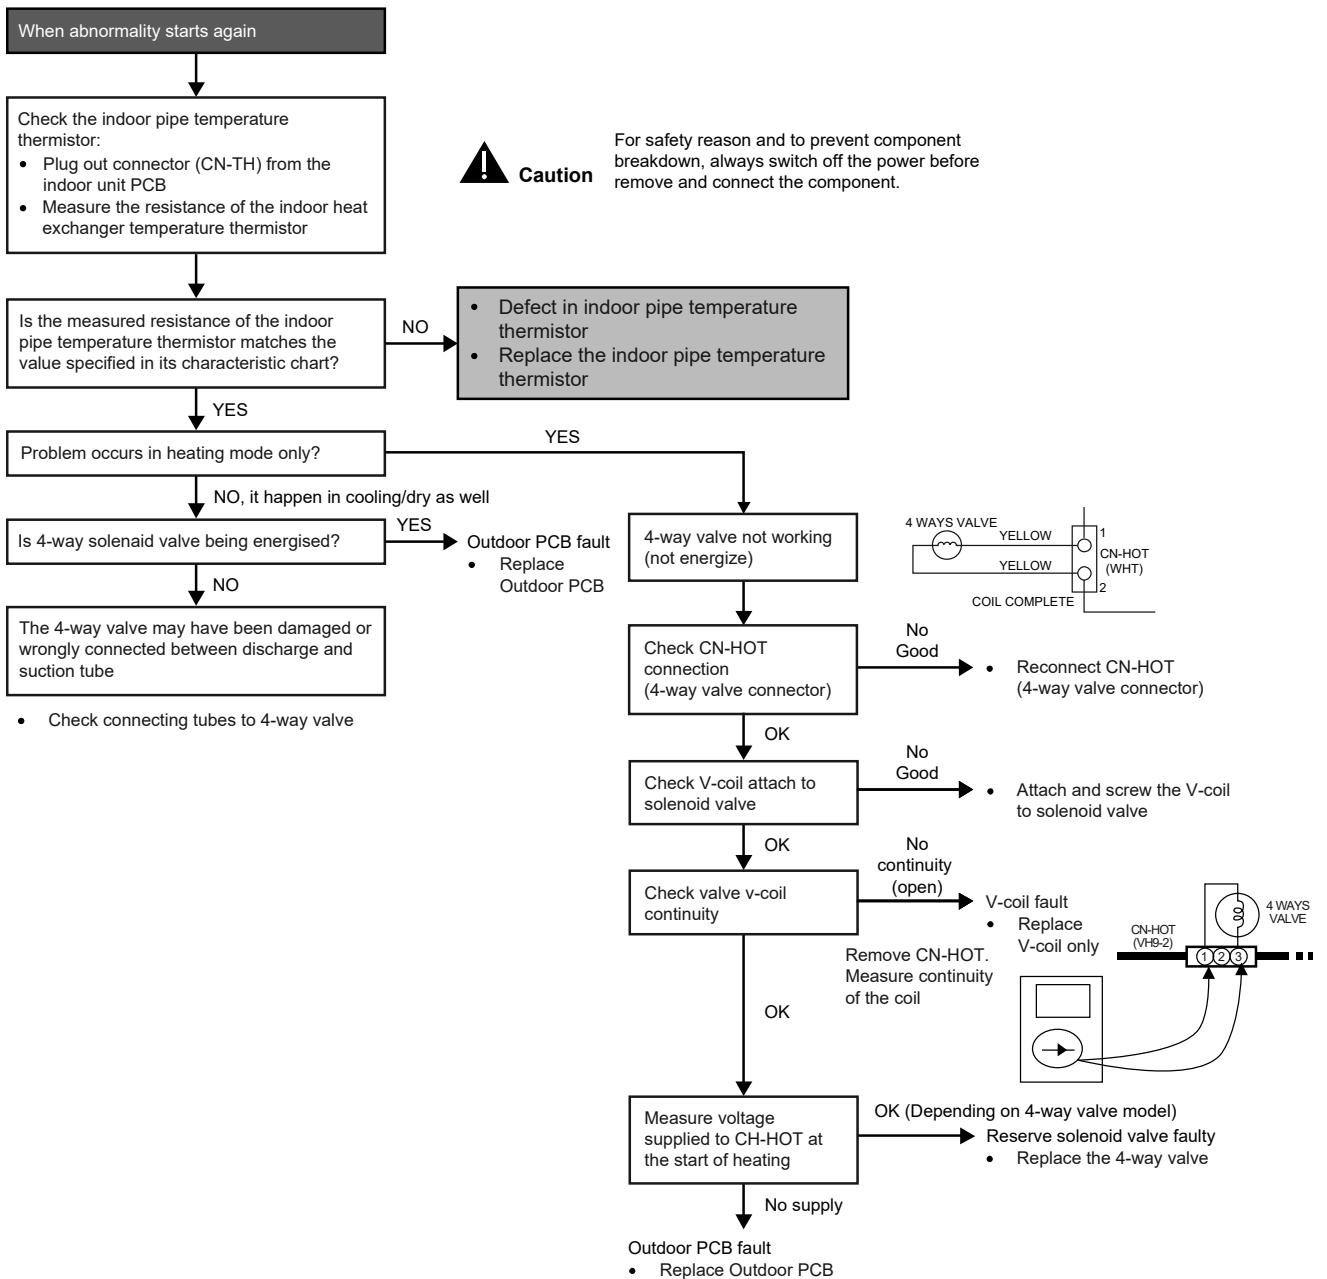 When abnormality starts again
Check the indoor pipe temperature
thermistor:
• Plug out connector (CN-TH) from the
indoor unit PCB
• Measure the resistance of the indoor heat
exchanger temperature thermistor
Caution
For safety reason and to prevent component
breakdown, always switch off the power before
remove and connect the component.
Is the measured resistance of the indoor
pipe temperature thermistor matches the
value specified in its characteristic chart?
NO
• Defect in indoor pipe temperature
thermistor
• Replace the indoor pipe temperature
thermistor
YES
Problem occurs in heating mode only?
YES
NO, it happen in cooling/dry as well
Is 4-way solenaid valve being energised?
YES
Outdoor PCB fault
• Replace
Outdoor PCB
NO
The 4-way valve may have been damaged or
wrongly connected between discharge and
suction tube
• Check connecting tubes to 4-way valve
4-way valve not working
(not energize)
4 WAYS VALVE
YELLOW
YELLOW
1
CN-HOT
(WHT)
2
COIL COMPLETE
Check CN-HOT
connection
(4-way valve connector)
No
Good
• Reconnect CN-HOT
(4-way valve connector)
OK
Check V-coil attach to
solenoid valve
No
Good
• Attach and screw the V-coil
to solenoid valve
OK
Check valve v-coil
continuity
No
continuity
(open)
V-coil fault
• Replace
V-coil only
Remove CN-HOT.
Measure continuity
of the coil
4 WAYS
VALVE
CN-HOT
(VH9-2)
1 2 3
OK
Measure voltage
supplied to CH-HOT at
the start of heating
OK (Depending on 4-way valve model)
Reserve solenoid valve faulty
• Replace the 4-way valve
No supply
Outdoor PCB fault
• Replace Outdoor PCB